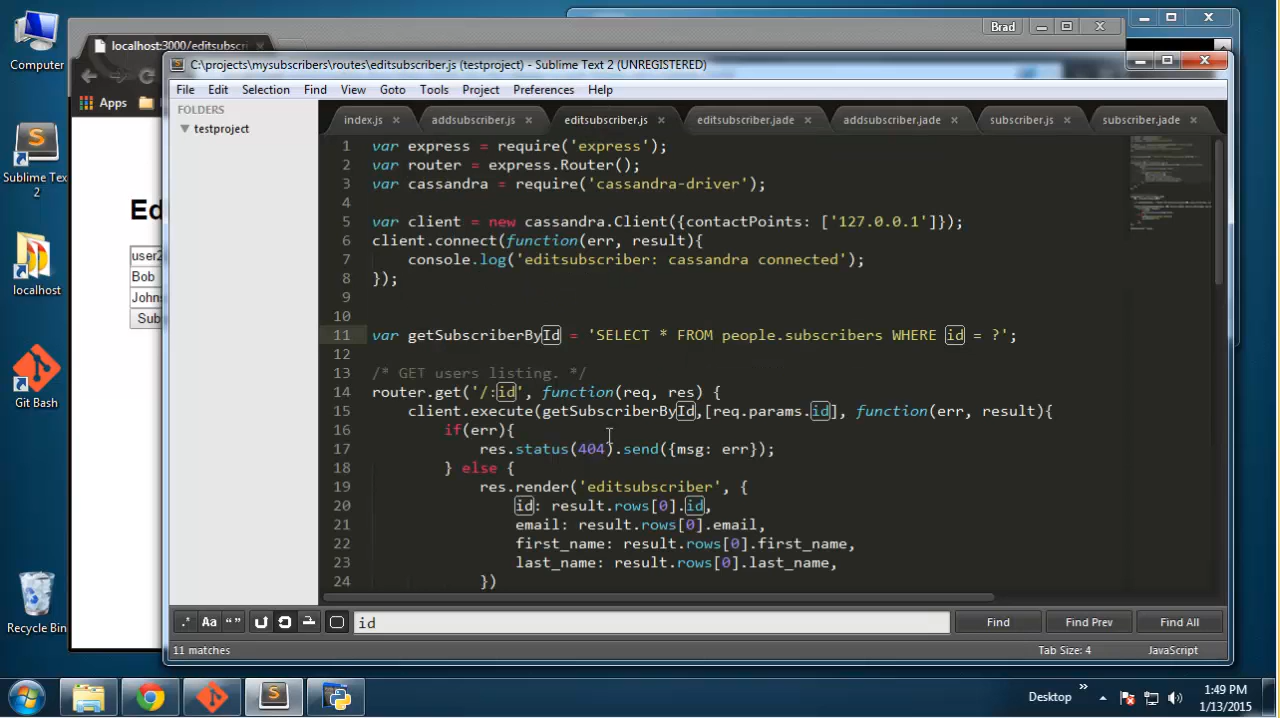 Computer
Sublime Text
2
localhost
Git Bash
Recycle Bin
Brad
localhost:3000/editsubscri
Apps
Ed
user2
Bob
Johns
Sub
C:\projects\mysubscribers\routes\editsubscriber.js (testproject) - Sublime Text 2 (UNREGISTERED)
File Edit Selection Find View Goto Tools Project Preferences Help
FOLDERS
testproject
index.js addsubscriber.js editsubscriber.js editsubscriber.jade addsubscriber.jade subscriber.js subscriber.jade
1 var express = require('express');
2 var router = express.Router();
3 var cassandra = require('cassandra-driver');
4
5 var client = new cassandra.Client({contactPoints: ['127.0.0.1']});
6 client.connect(function(err, result){
7 console.log('editsubscriber: cassandra connected');
8 });
9
10
11 var getSubscriberById = 'SELECT * FROM people.subscribers WHERE id = ?';
12
13 /* GET users listing. */
14 router.get('/:id', function(req, res) {
15 client.execute(getSubscriberById,[req.params.id], function(err, result){
16 if(err){
17 res.status(404).send({msg: err});
18 } else {
19 res.render('editsubscriber', {
20 id: result.rows[0].id,
21 email: result.rows[0].email,
22 first_name: result.rows[0].first_name,
23 last_name: result.rows[0].last_name,
24 })
.* Aa “” id Find Find Prev Find All
11 matches Tab Size: 4 JavaScript
Desktop » 1:49 PM
1/13/2015